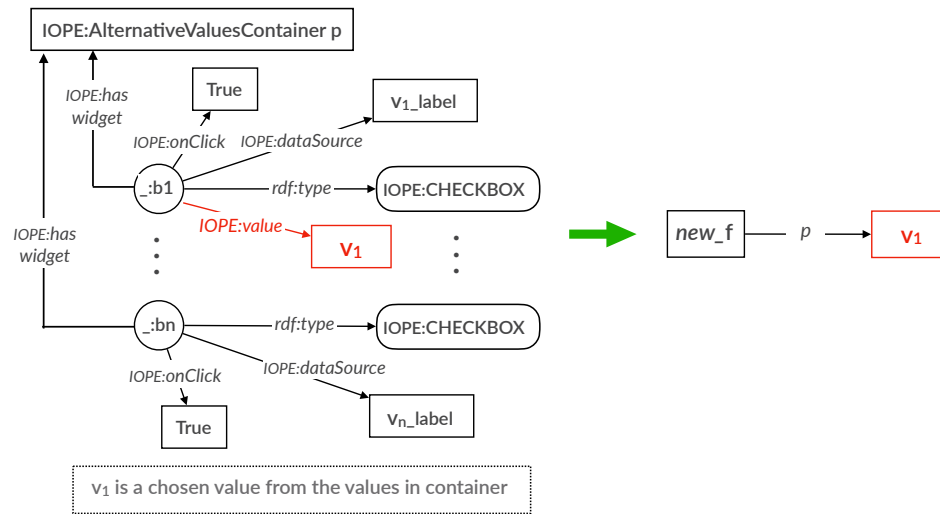 IOPE:AlternativeValuesContainer p
IOPE:has
widget
True
v1_label
IOPE:onClick
IOPE:dataSource
_:b1
rdf:type
IOPE:CHECKBOX
IOPE:value
v1
IOPE:has
widget
new_f
p
v1
_:bn
rdf:type
IOPE:CHECKBOX
IOPE:onClick
IOPE:dataSource
True
vn_label
v1 is a chosen value from the values in container